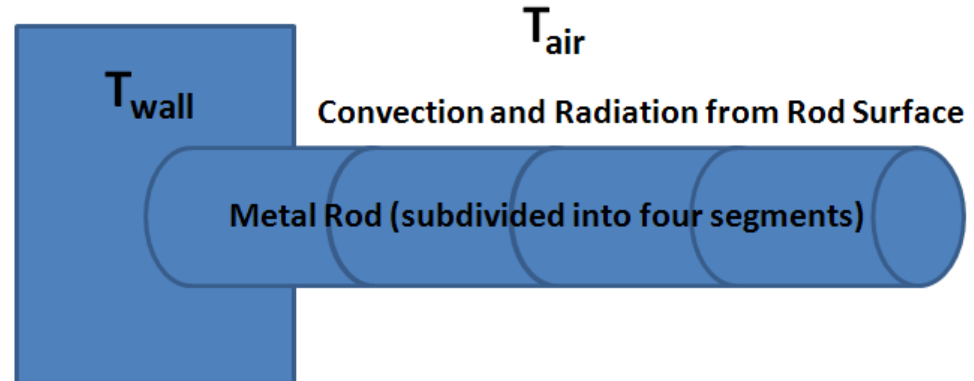 T_air
T_wall
Convection and Radiation from Rod Surface
Metal Rod (subdivided into four segments)